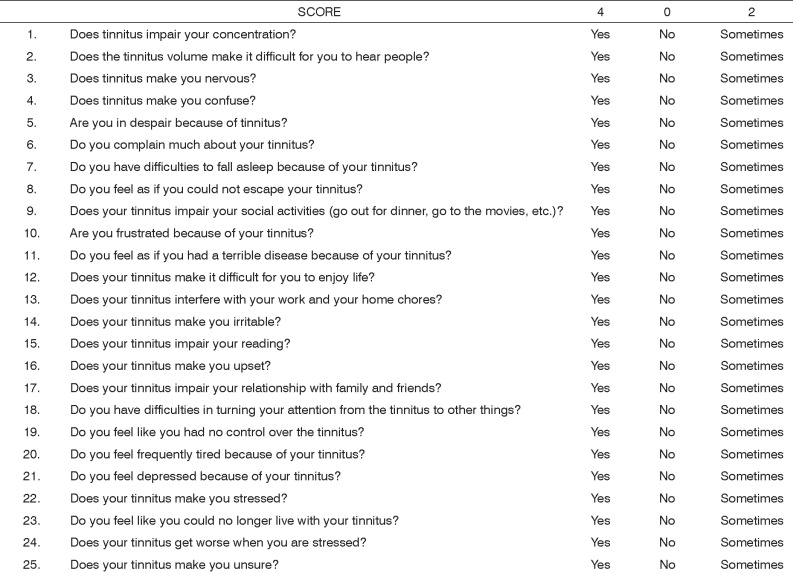 SCORE 4 0 2
1. Does tinnitus impair your concentration? Yes No Sometimes
2. Does the tinnitus volume make it difficult for you to hear people? Yes No Sometimes
3. Does tinnitus make you nervous? Yes No Sometimes
4. Does tinnitus make you confuse? Yes No Sometimes
5. Are you in despair because of tinnitus? Yes No Sometimes
6. Do you complain much about your tinnitus? Yes No Sometimes
7. Do you have difficulties to fall asleep because of your tinnitus? Yes No Sometimes
8. Do you feel as if you could not escape your tinnitus? Yes No Sometimes
9. Does your tinnitus impair your social activities (go out for dinner, go to the movies, etc.)? Yes No Sometimes
10. Are you frustrated because of your tinnitus? Yes No Sometimes
11. Do you feel as if you had a terrible disease because of your tinnitus? Yes No Sometimes
12. Does your tinnitus make it difficult for you to enjoy life? Yes No Sometimes
13. Does your tinnitus interfere with your work and your home chores? Yes No Sometimes
14. Does your tinnitus make you irritable? Yes No Sometimes
15. Does your tinnitus impair your reading? Yes No Sometimes
16. Does your tinnitus make you upset? Yes No Sometimes
17. Does your tinnitus impair your relationship with family and friends? Yes No Sometimes
18. Do you have difficulties in turning your attention from the tinnitus to other things? Yes No Sometimes
19. Do you feel like you had no control over the tinnitus? Yes No Sometimes
20. Do you feel frequently tired because of your tinnitus? Yes No Sometimes
21. Do you feel depressed because of your tinnitus? Yes No Sometimes
22. Does your tinnitus make you stressed? Yes No Sometimes
23. Do you feel like you could no longer live with your tinnitus? Yes No Sometimes
24. Does your tinnitus get worse when you are stressed? Yes No Sometimes
25. Does your tinnitus make you unsure? Yes No Sometimes